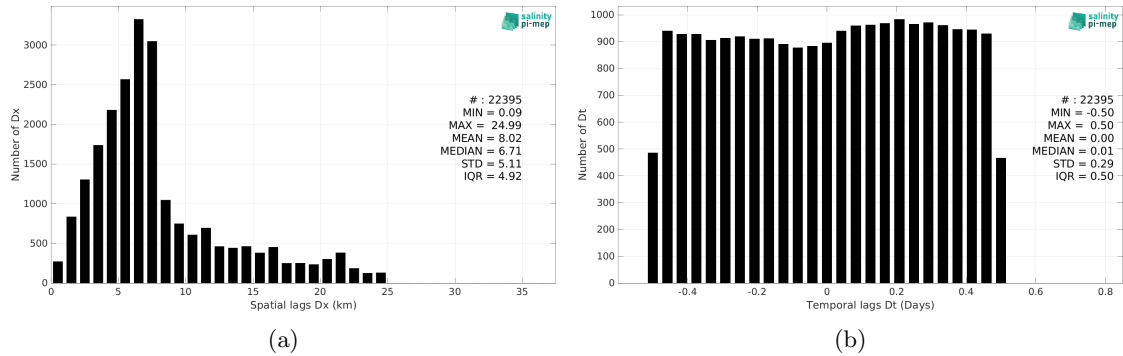 salinity
pi-mep
3000
2500
2000
1500
1000
500
0
Number of Dx
# : 22395
MIN = 0.09
MAX = 24.99
MEAN = 8.02
MEDIAN = 6.71
STD = 5.11
IQR = 4.92
0 5 10 15 20 25 30 35
Spatial lags Dx (km)
(a)
salinity
pi-mep
1000
900
800
700
600
500
400
300
200
100
0
Number of Dt
# : 22395
MIN = -0.50
MAX = 0.50
MEAN = 0.00
MEDIAN = 0.01
STD = 0.29
IQR = 0.50
-0.4 -0.2 0 0.2 0.4 0.6 0.8
Temporal lags Dt (Days)
(b)